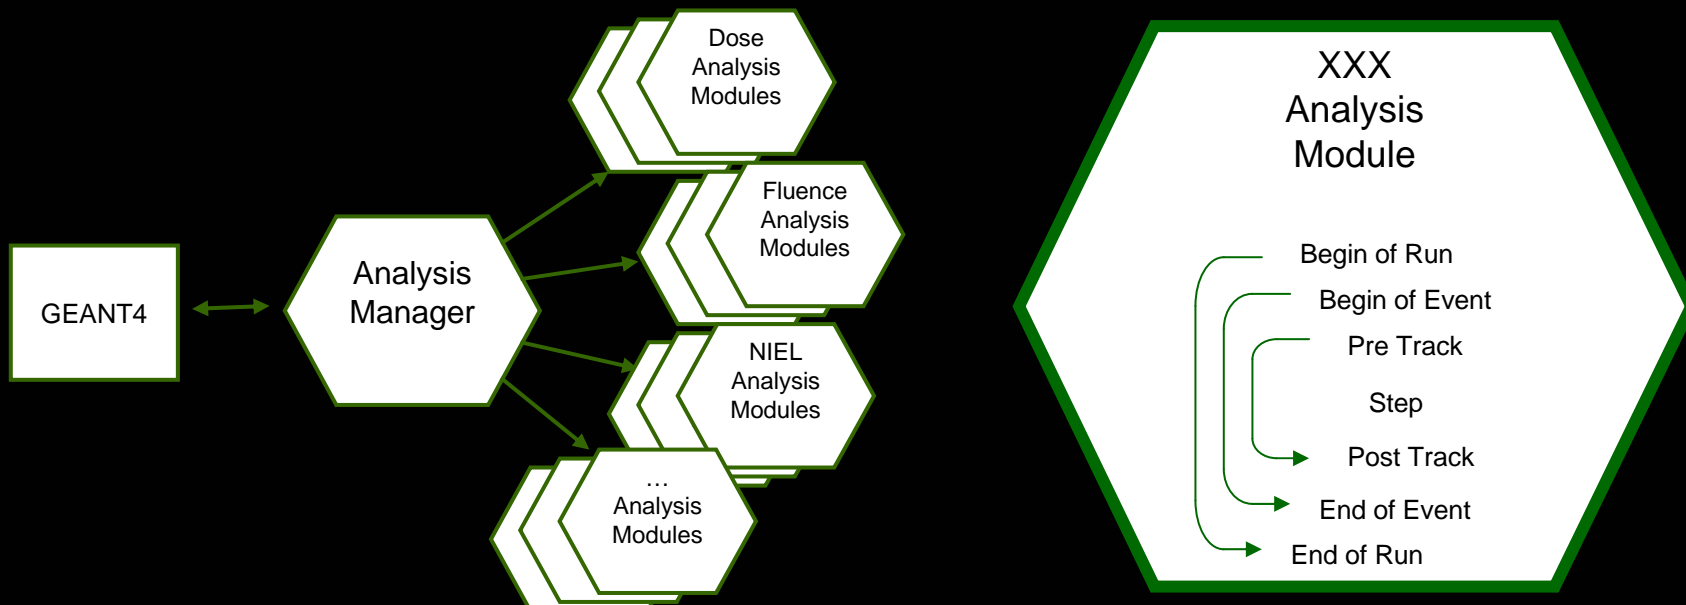 GEANT4
Analysis
Manager
Dose
Analysis
Modules
Fluence
Analysis
Modules
NIEL
Analysis
Modules
…
Analysis
Modules
XXX
Analysis
Module
Begin of Run
Begin of Event
Pre Track
Step
Post Track
End of Event
End of Run